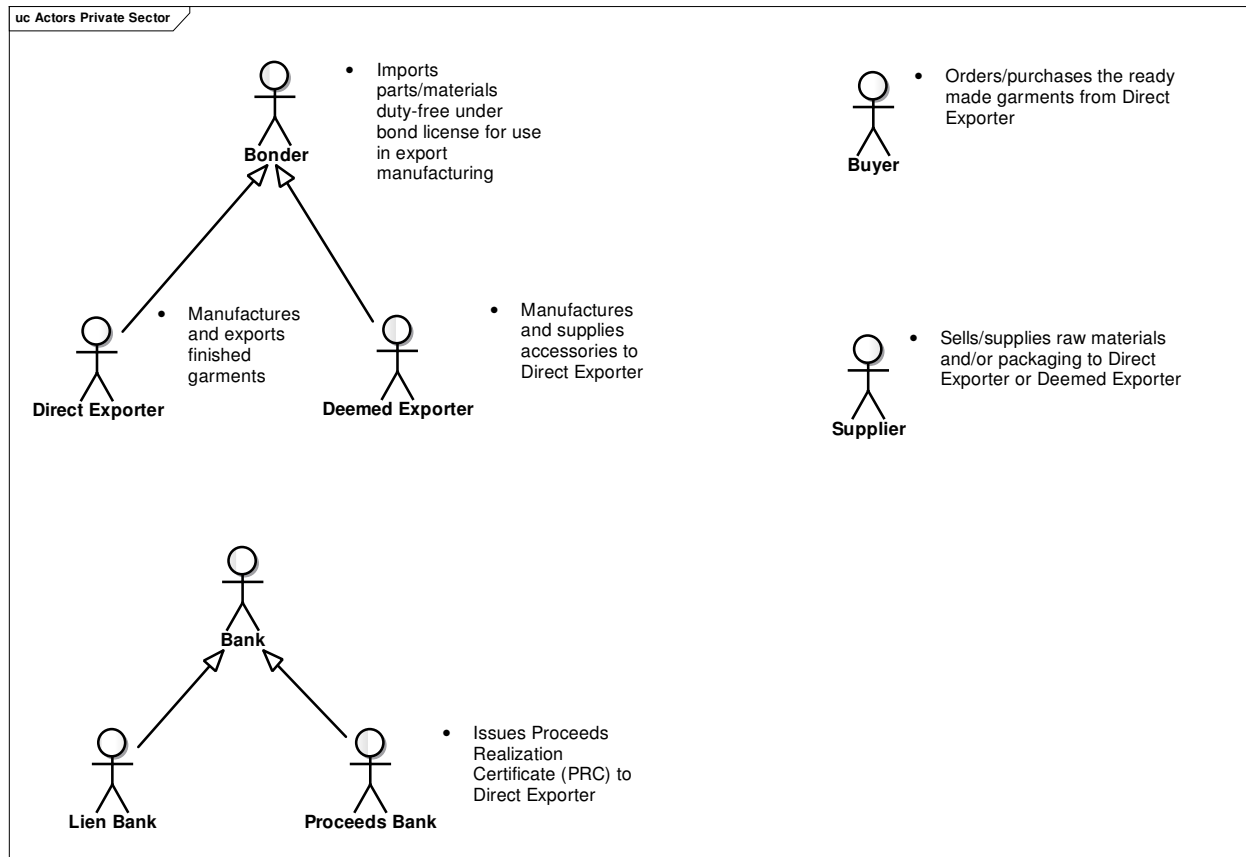 uc Actors Private Sector
• Imports
parts/materials
duty-free under
bond license for use
in export
manufacturing
Bonder
• Orders/purchases the ready
made garments from Direct
Exporter
Buyer
• Manufactures
and exports
finished
garments
Direct Exporter
• Manufactures
and supplies
accessories to
Direct Exporter
Deemed Exporter
• Sells/supplies raw materials
and/or packaging to Direct
Exporter or Deemed Exporter
Supplier
Bank
Lien Bank
• Issues Proceeds
Realization
Certificate (PRC) to
Direct Exporter
Proceeds Bank